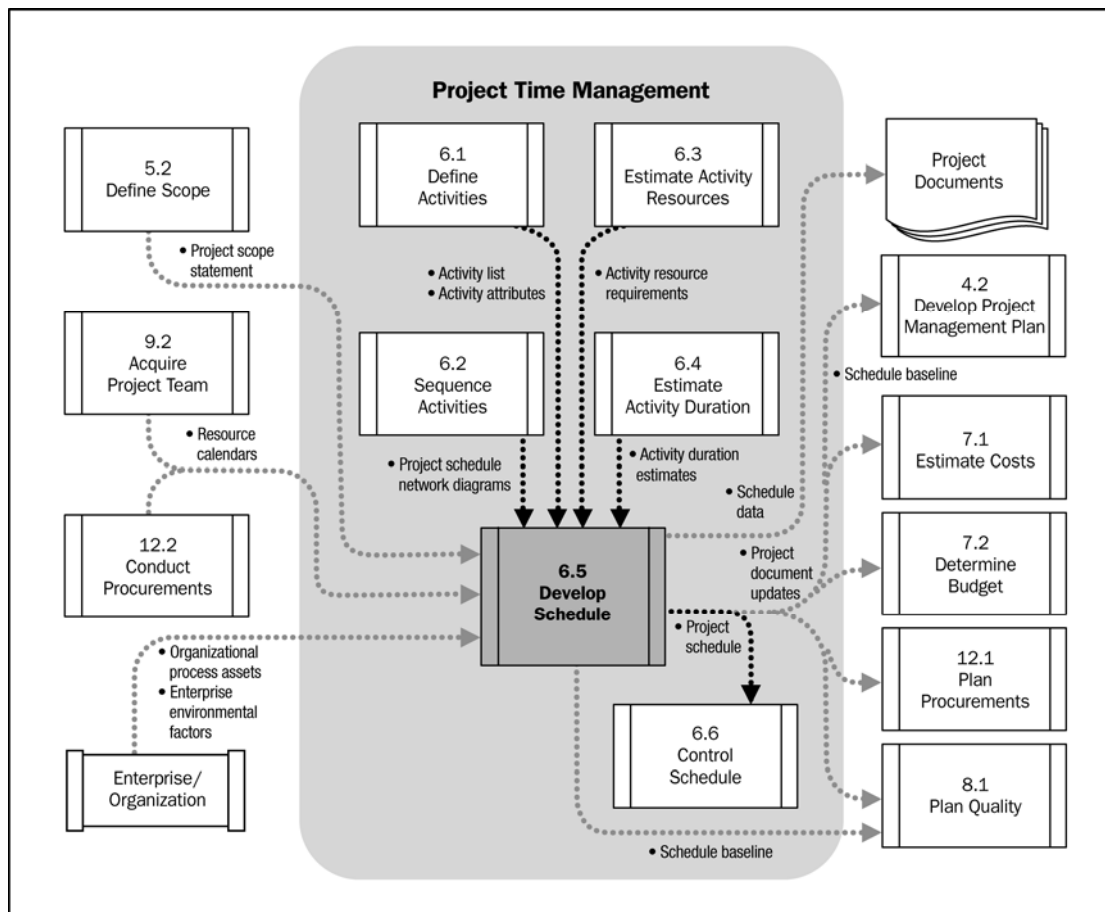 Project Time Management
5.2
Define Scope
• Project scope
statement
9.2
Acquire
Project Team
• Resource
calendars
12.2
Conduct
Procurements
• Organizational
process assets
• Enterprise
environmental
factors
Enterprise/
Organization
6.1
Define
Activities
• Activity list
• Activity attributes
6.3
Estimate Activity
Resources
• Activity resource
requirements
6.2
Sequence
Activities
• Project schedule
network diagrams
6.4
Estimate
Activity Duration
• Activity duration
estimates
6.5
Develop
Schedule
• Schedule
data
• Project
document
updates
• Project
schedule
6.6
Control
Schedule
• Schedule baseline
Project
Documents
4.2
Develop Project
Management Plan
• Schedule baseline
7.1
Estimate Costs
7.2
Determine
Budget
12.1
Plan
Procurements
8.1
Plan Quality